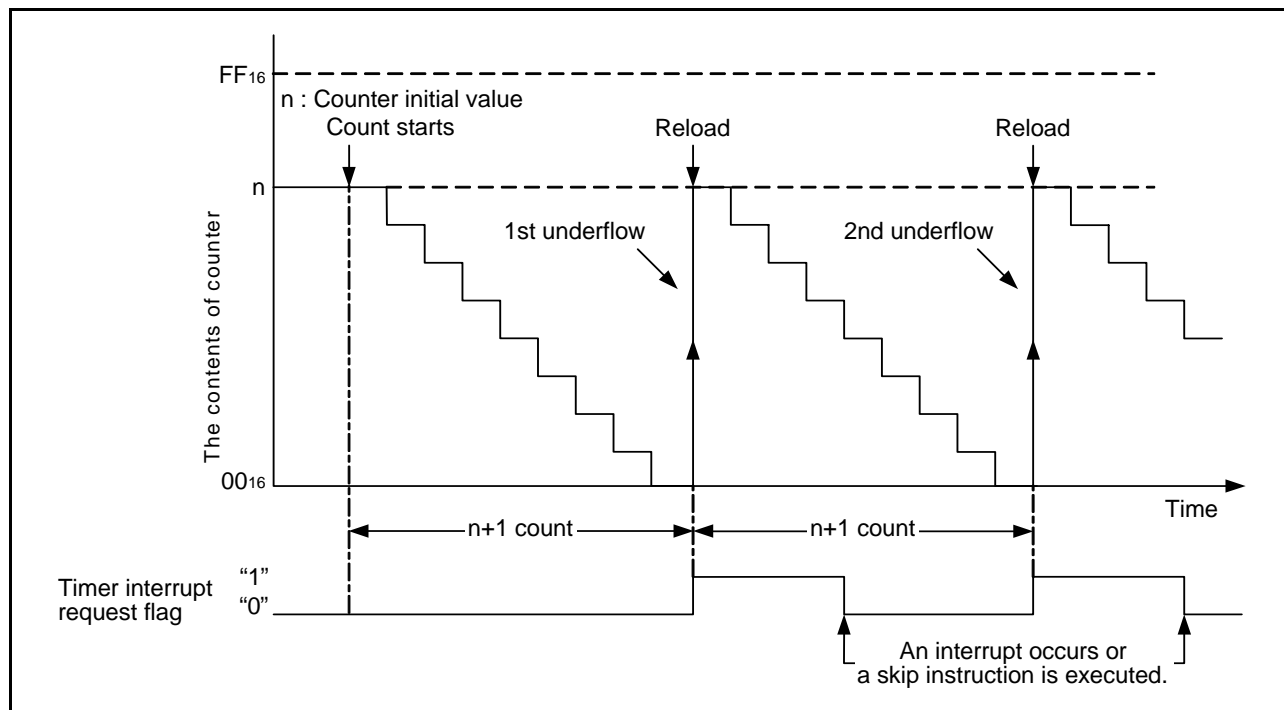 FF16
n : Counter initial value
Count starts
Reload
Reload
n
The contents of counter
1st underflow
2nd underflow
0016
Time
n+1 count
n+1 count
Timer interrupt
request flag
“1”
“0”
An interrupt occurs or
a skip instruction is executed.